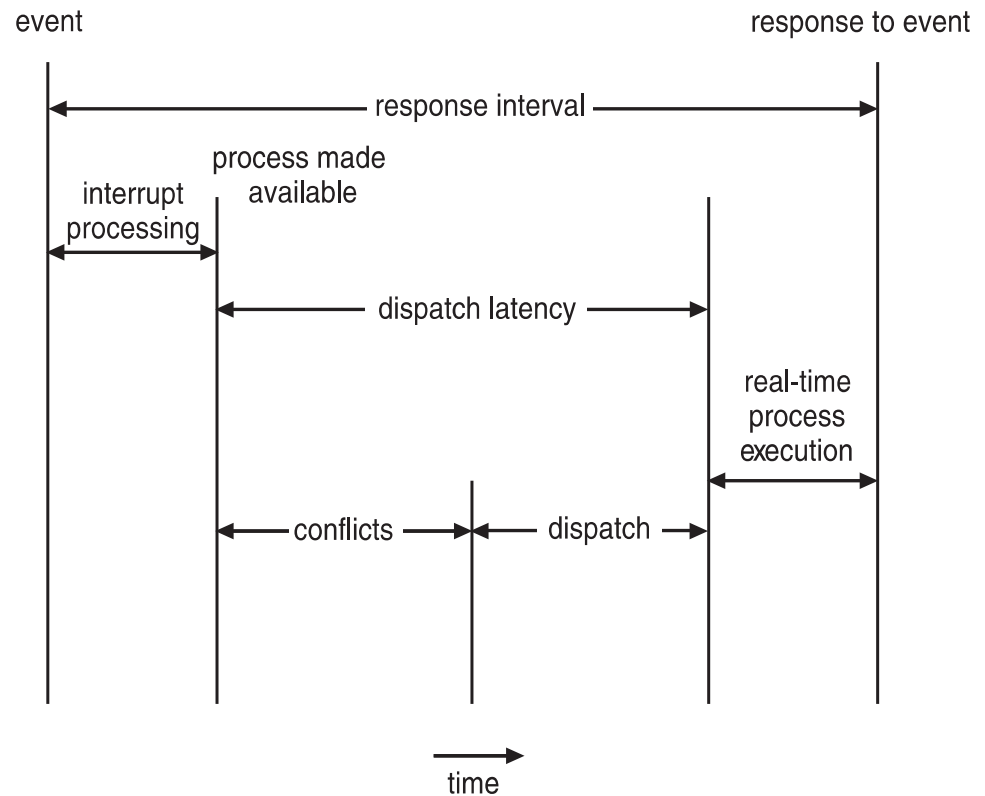 event
response to event
response interval
process made
available
interrupt
processing
dispatch latency
real-time
process
execution
conflicts
dispatch
time